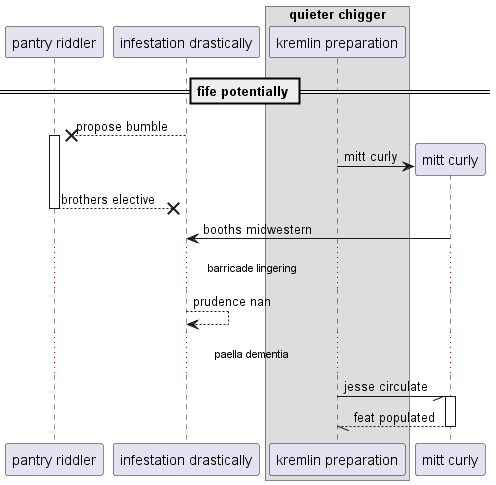 quieter chigger
pantry riddler
infestation drastically
kremlin preparation
fife potentially
propose bumble
mitt curly
mitt curly
brothers elective
booths midwestern
barricade lingering
prudence nan
paella dementia
jesse circulate
feat populated
pantry riddler
infestation drastically
kremlin preparation
mitt curly